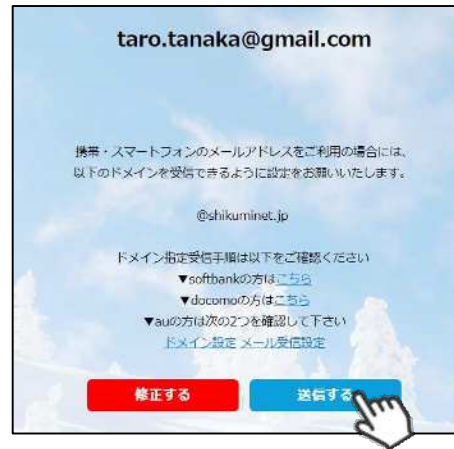 taro.tanaka@gmail.com
携帯・スマートフォンのメールアドレスをご利用の場合には、
以下のドメインを受信できるように設定をお願いいたします。
@shikuminet.jp
ドメイン指定受信手順は以下をご確認ください
▼softbankの方はこちら
▼docomoの方はこちら
▼auの方は次の2つを確認して下さい
ドメイン設定 メール受信設定
修正する 送信する